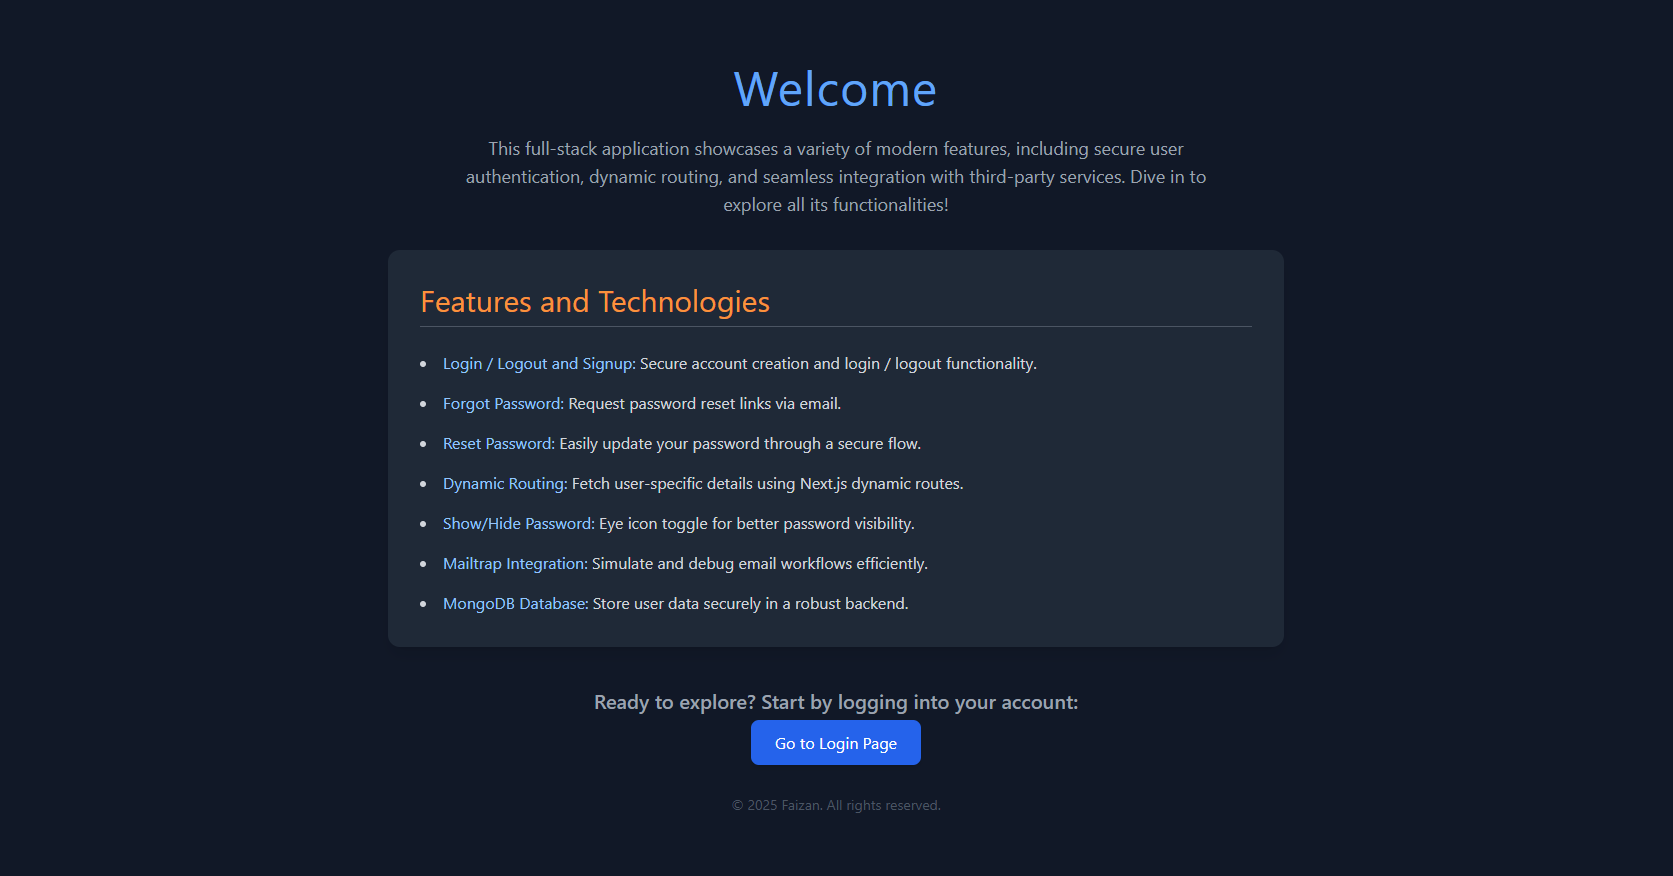 Welcome
This full-stack application showcases a variety of modern features, including secure user
authentication, dynamic routing, and seamless integration with third-party services. Dive in to
explore all its functionalities!
Features and Technologies
Login / Logout and Signup: Secure account creation and login / logout functionality.
Forgot Password: Request password reset links via email.
Reset Password: Easily update your password through a secure flow.
Dynamic Routing: Fetch user-specific details using Next.js dynamic routes.
Show/Hide Password: Eye icon toggle for better password visibility.
Mailtrap Integration: Simulate and debug email workflows efficiently.
MongoDB Database: Store user data securely in a robust backend.
Ready to explore? Start by logging into your account:
Go to Login Page
© 2025 Faizan. All rights reserved.